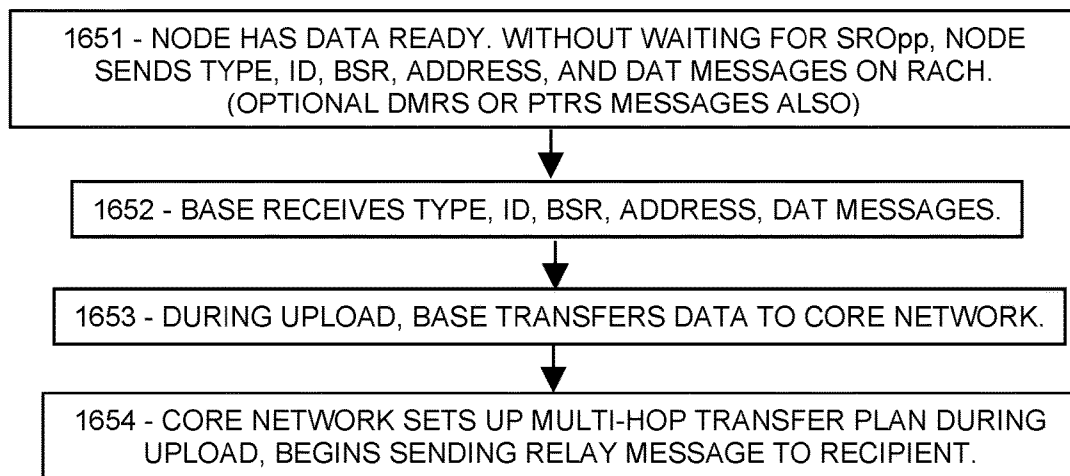 1651 - NODE HAS DATA READY. WITHOUT WAITING FOR SROpp, NODE
SENDS TYPE, ID, BSR, ADDRESS, AND DAT MESSAGES ON RACH.
(OPTIONAL DMRS OR PTRS MESSAGES ALSO)
1652 - BASE RECEIVES TYPE, ID, BSR, ADDRESS, DAT MESSAGES.
1653 - DURING UPLOAD, BASE TRANSFERS DATA TO CORE NETWORK.
1654 - CORE NETWORK SETS UP MULTI-HOP TRANSFER PLAN DURING
UPLOAD, BEGINS SENDING RELAY MESSAGE TO RECIPIENT.